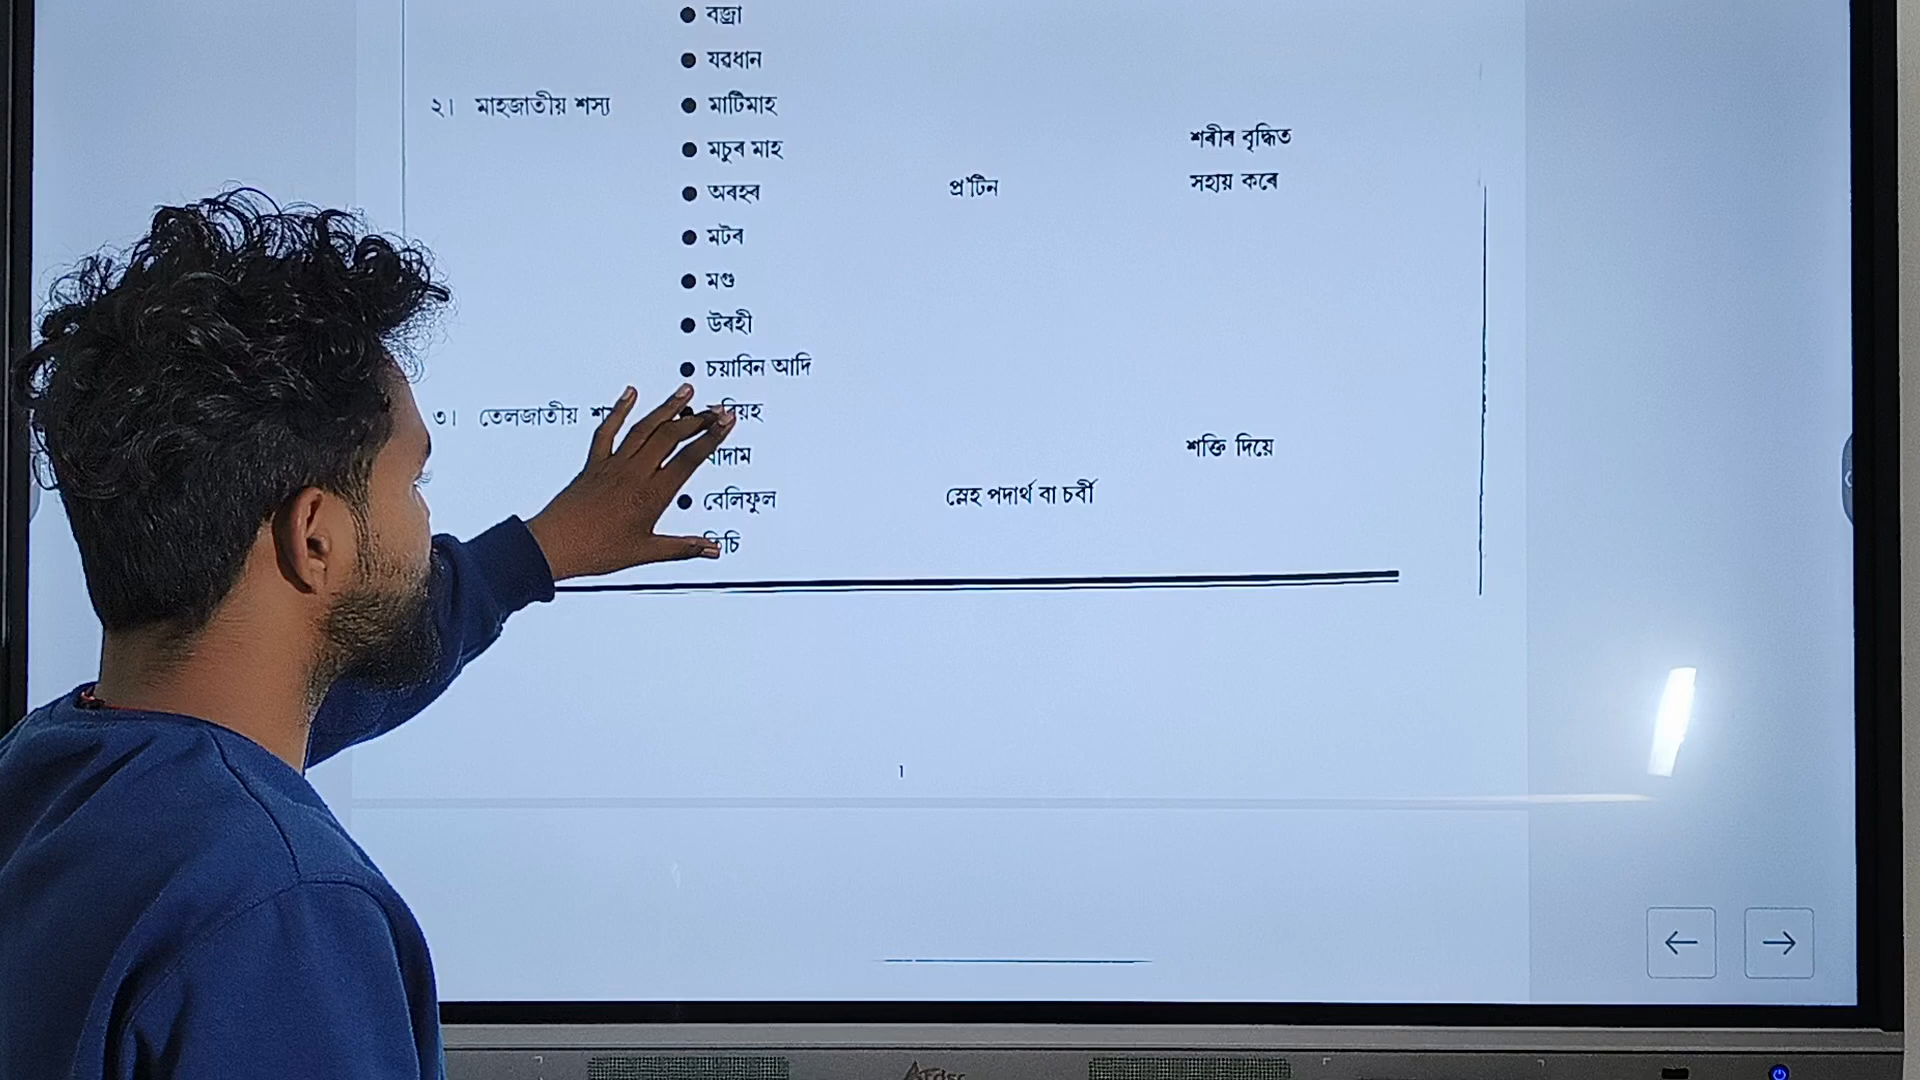 বজ্ৰা
যৱধান
২। মাহজাতীয় শস্য মাটিমাহ
মচুৰ মাহ
শৰীৰ বৃদ্ধিত
অৰহৰ প্ৰ'টিন সহায় কৰে
মটৰ
মগু
উৰহী
চয়াবিন আদি
৩। তেলজাতীয়
শক্তি দিয়ে
বাদাম
বেলিফুল স্নেহ পদাৰ্থ বা চৰ্বী
তিচি
1